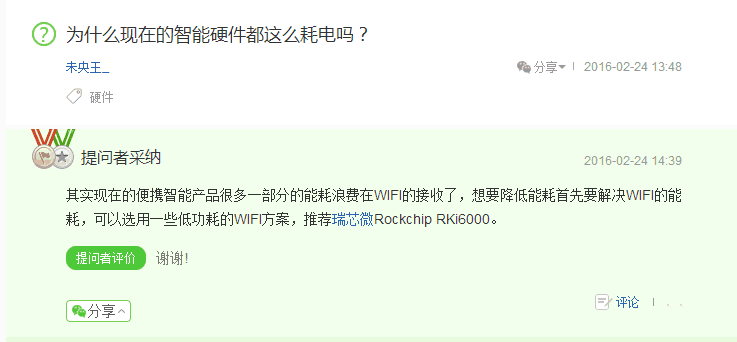 为什么现在的智能硬件都这么耗电吗？
未央王_ 分享 2016-02-24 13:48
硬件
提问者采纳 2016-02-24 14:39
其实现在的便携智能产品很多一部分的能耗浪费在WIFI的接收了，想要降低能耗首先要解决WIFI的能
耗，可以选用一些低功耗的WIFI方案，推荐瑞芯微Rockchip RKi6000。
提问者评价 谢谢!
分享 评论